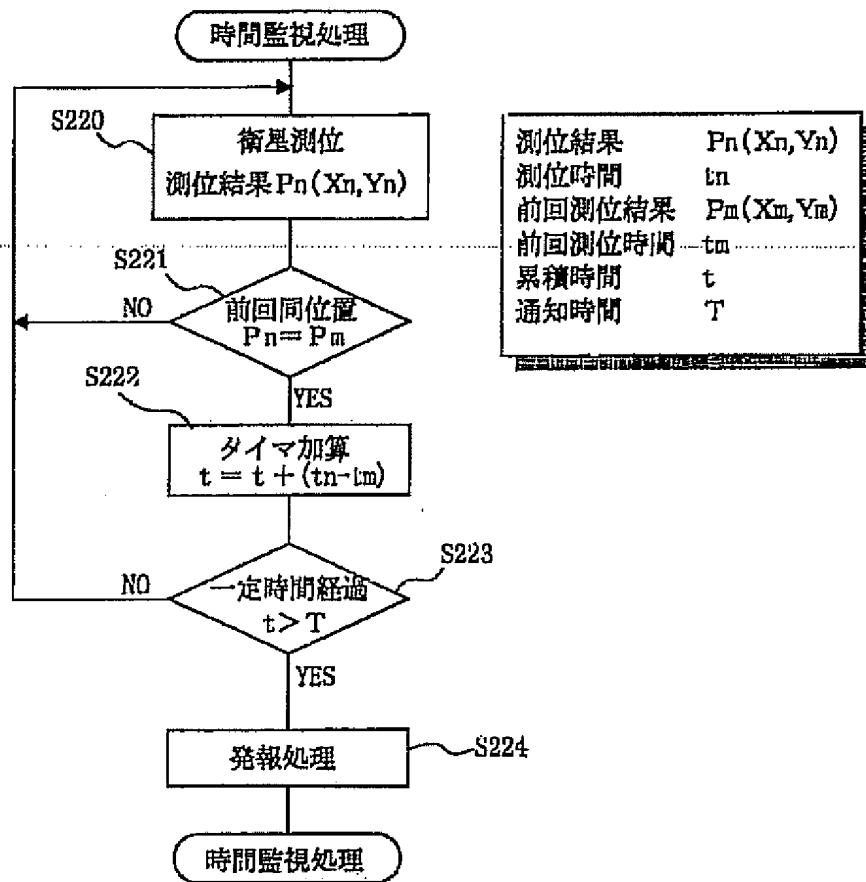 時間監視処理
S220
衛星測位
測位結果Pn(Xn,Yn)
測位結果 Pn(Xn,Yn)
測位時間 tn
前回測位結果 Pm(Xm,Ym)
前回測位時間 tm
累積時間 t
通知時間 T
S221
NO
前回同位置
Pn=Pm
YES
S222
タイマ加算
t=t+(tn-tm)
S223
NO
一定時間経過
t>T
YES
発報処理
S224
時間監視処理